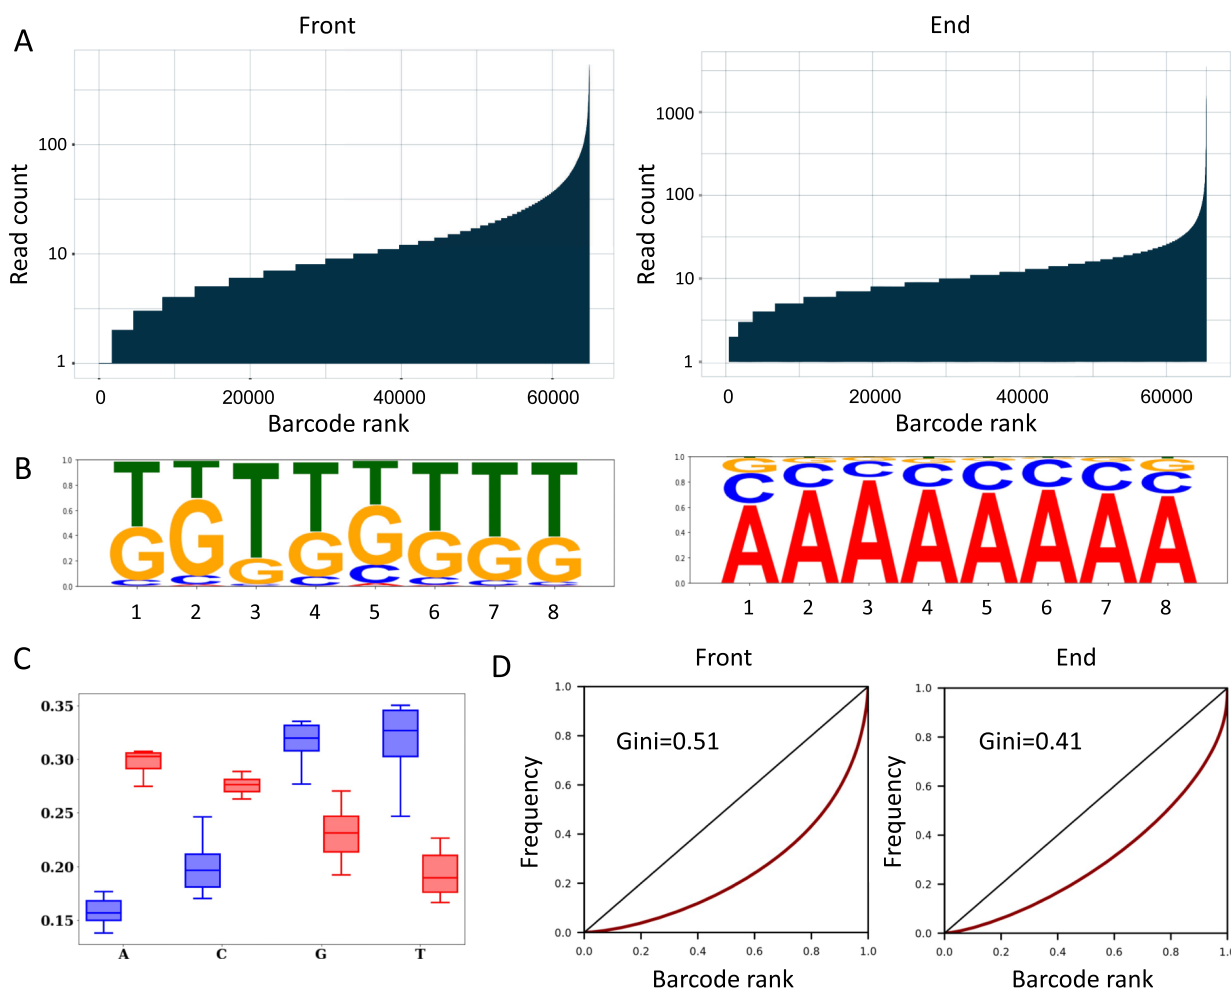 A
Front
End
Read count
100
10
1
0
20000
40000
60000
Barcode rank
Read count
1000
100
10
1
0
20000
40000
60000
Barcode rank
B
1.0
0.8
0.6
0.4
0.2
0.0
T T T T T T T T
G G G G G G G G
C C C C C C C
1 2 3 4 5 6 7 8
1.0
0.8
0.6
0.4
0.2
0.0
G G G G G G G G
C C C C C C C C
A A A A A A A A
1 2 3 4 5 6 7 8
C
0.35
0.30
0.25
0.20
0.15
A C G T
D
Front
End
Gini=0.51
Frequency
1.0
0.8
0.6
0.4
0.2
0.0
0.0 0.2 0.4 0.6 0.8 1.0
Barcode rank
Gini=0.41
Frequency
1.0
0.8
0.6
0.4
0.2
0.0
0.0 0.2 0.4 0.6 0.8 1.0
Barcode rank